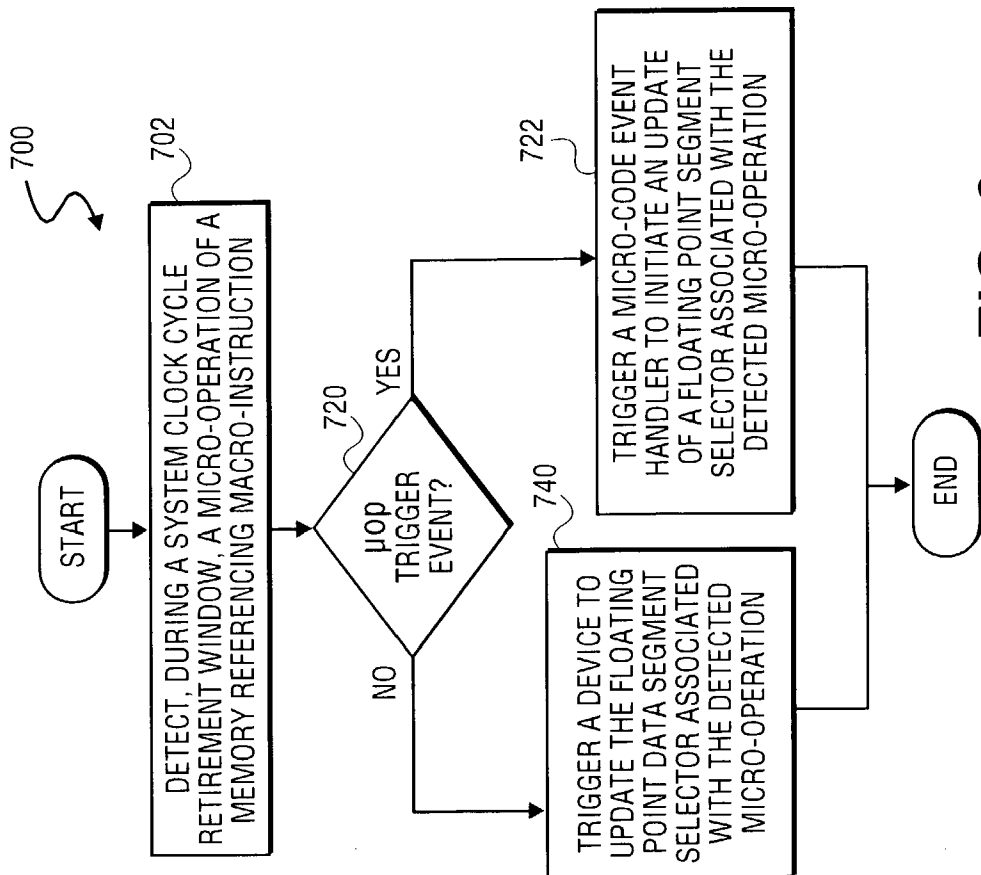 700
START
702
DETECT, DURING A SYSTEM CLOCK CYCLE
RETIREMENT WINDOW, A MICRO-OPERATION OF A
MEMORY REFERENCING MACRO-INSTRUCTION
720
µop
TRIGGER
EVENT?
YES
NO
722
TRIGGER A MICRO-CODE EVENT
HANDLER TO INITIATE AN UPDATE
OF A FLOATING POINT SEGMENT
SELECTOR ASSOCIATED WITH THE
DETECTED MICRO-OPERATION
740
TRIGGER A DEVICE TO
UPDATE THE FLOATING
POINT DATA SEGMENT
SELECTOR ASSOCIATED
WITH THE DETECTED
MICRO-OPERATION
END